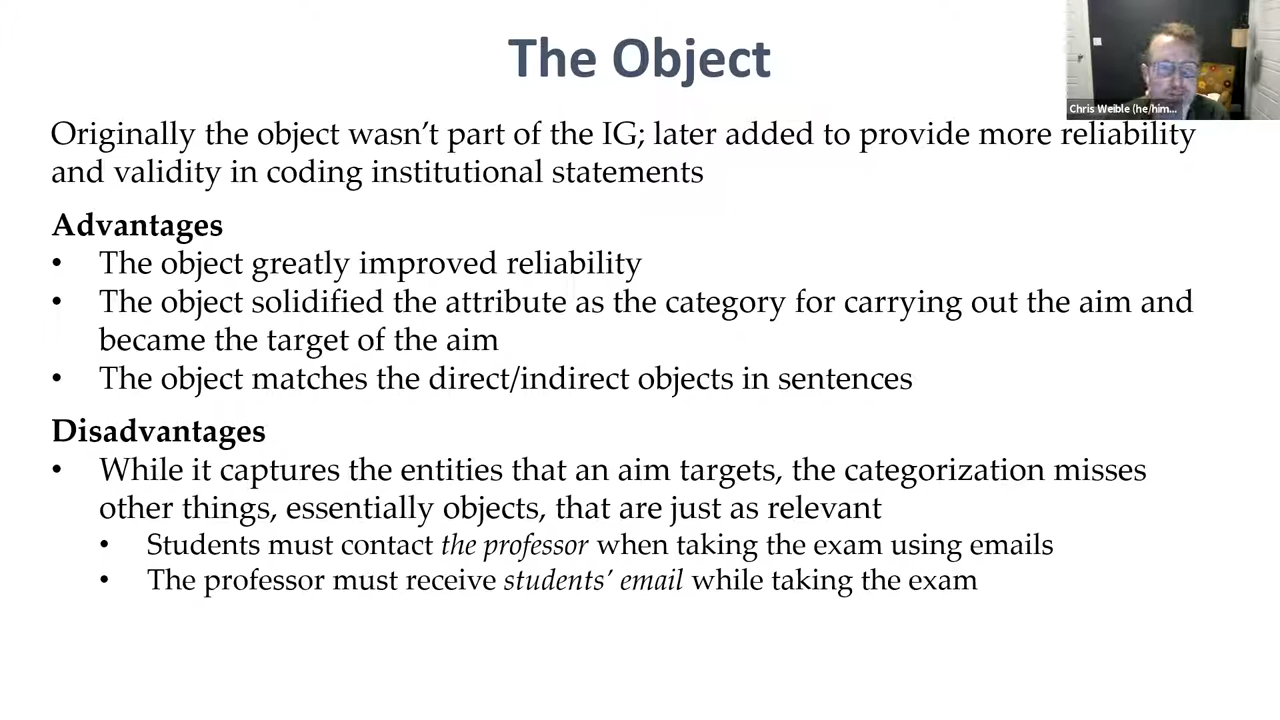 The Object
Chris Weible (he/him...
Originally the object wasn’t part of the IG; later added to provide more reliability
and validity in coding institutional statements
Advantages
• The object greatly improved reliability
• The object solidified the attribute as the category for carrying out the aim and
became the target of the aim
• The object matches the direct/indirect objects in sentences
Disadvantages
• While it captures the entities that an aim targets, the categorization misses
other things, essentially objects, that are just as relevant
• Students must contact the professor when taking the exam using emails
• The professor must receive students’ email while taking the exam